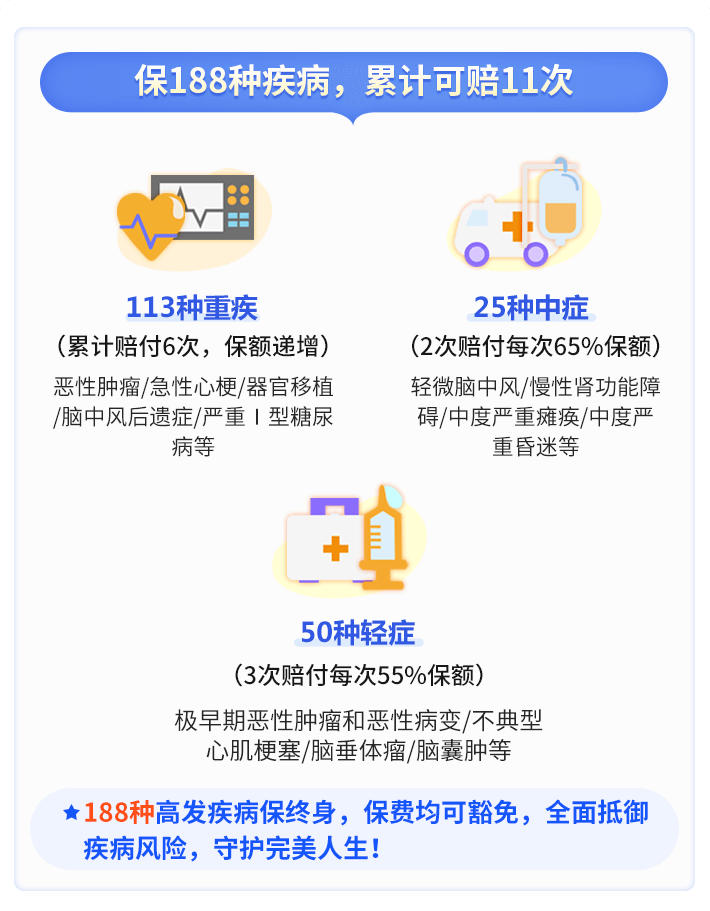 保188种疾病，累计可赔11次
113种重疾
（累计赔付6次，保额递增）
恶性肿瘤/急性心梗/器官移植
/脑中风后遗症/严重Ⅰ型糖尿
病等
25种中症
（2次赔付每次65%保额）
轻微脑中风/慢性肾功能障
碍/中度严重瘫痪/中度严
重昏迷等
50种轻症
（3次赔付每次55%保额）
极早期恶性肿瘤和恶性病变/不典型
心肌梗塞/脑垂体瘤/脑囊肿等
188种高发疾病保终身，保费均可豁免，全面抵御
疾病风险，守护完美人生！